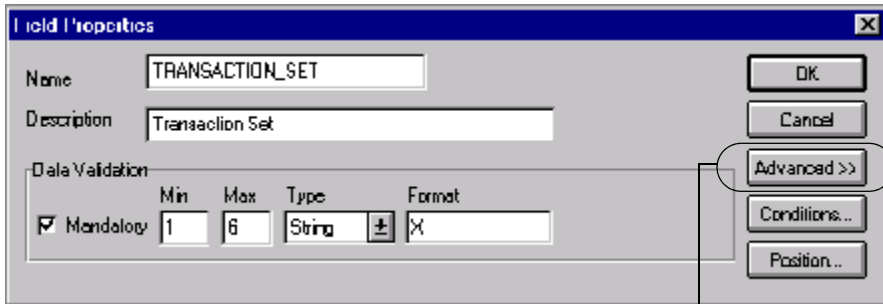 Field Properties
Name TRANSACTION_SET
Description Transaction Set
Data Validation
Min Max Type Format
Mandatory 1 6 String X
OK
Cancel
Advanced >>
Conditions...
Position...